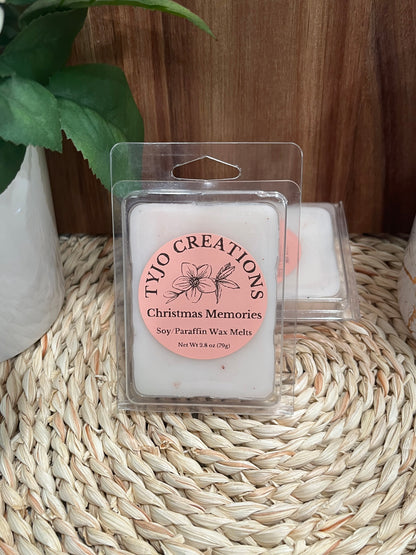 TYJO CREATIONS
Christmas Memories
Soy/Paraffin Wax Melts
Net Wt 2.8 oz (79g)